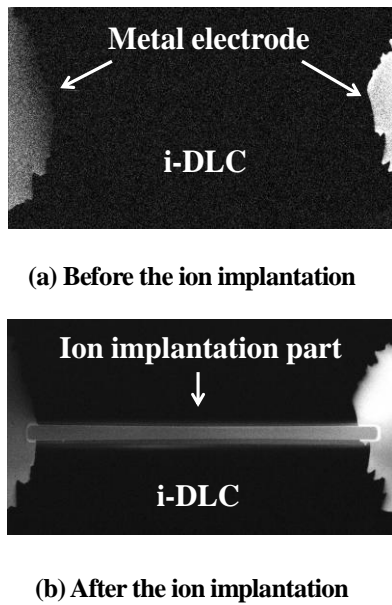 Metal electrode
i-DLC
(a) Before the ion implantation
Ion implantation part
i-DLC
(b) After the ion implantation